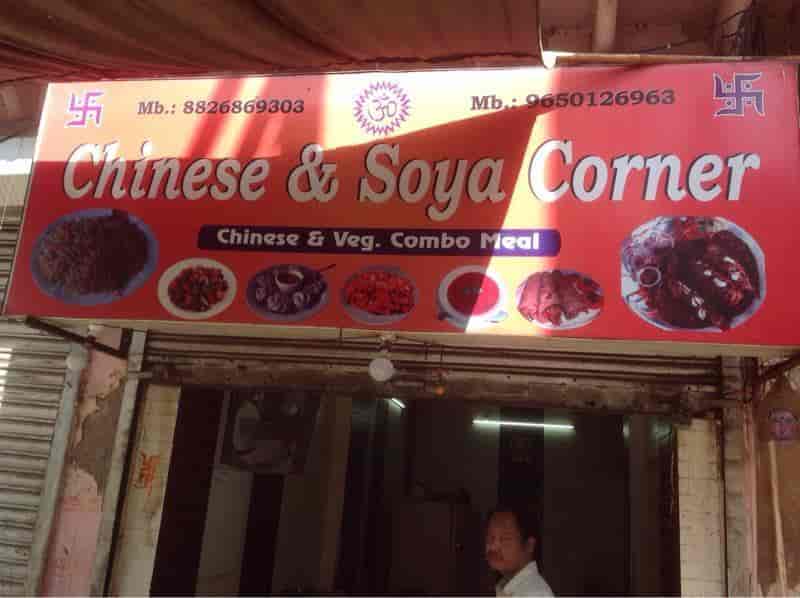 Mb.: 8826869303 ॐ Mb.: 9650126963
Chinese & Soya Corner
Chinese & Veg. Combo Meal